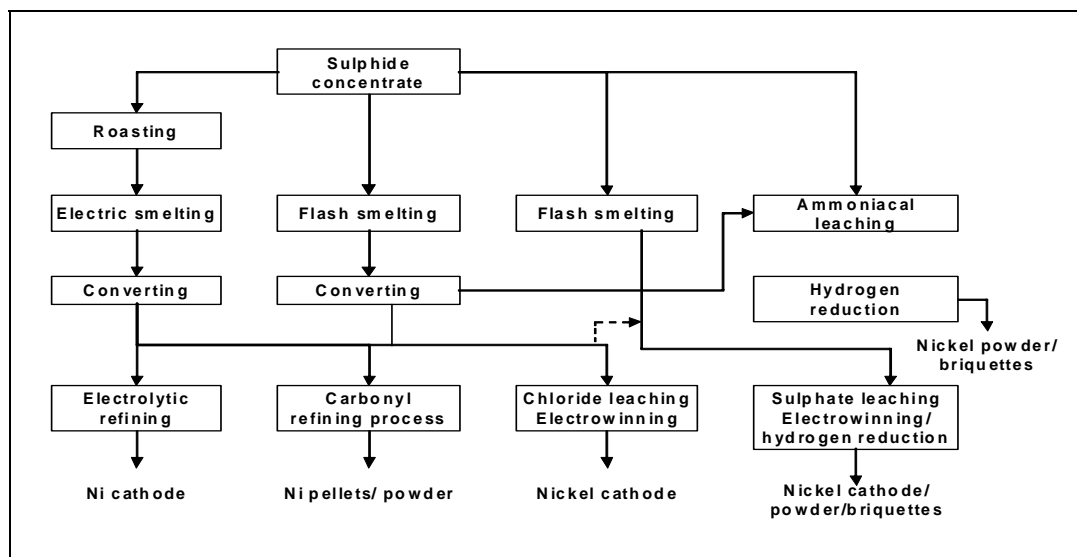 Sulphide
concentrate
Roasting
Electric smelting
Flash smelting
Flash smelting
Ammoniacal
leaching
Converting
Converting
Hydrogen
reduction
Nickel powder/
briquettes
Electrolytic
refining
Carbonyl
refining process
Chloride leaching
Electrowinning
Sulphate leaching
Electrowinning/
hydrogen reduction
Ni cathode
Ni pellets/ powder
Nickel cathode
Nickel cathode/
powder/briquettes